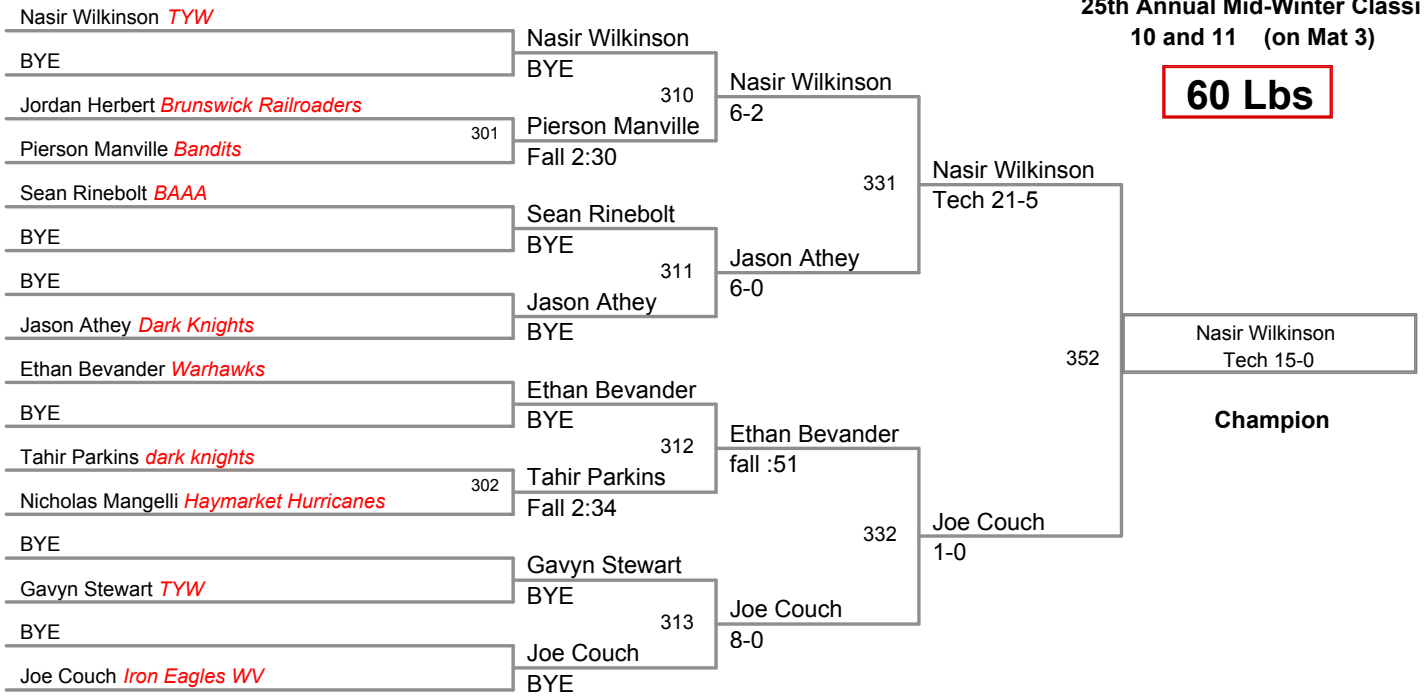 25th Annual Mid-Winter Classi
10 and 11 (on Mat 3)
60 Lbs
Nasir Wilkinson TYW
BYE
Jordan Herbert Brunswick Railroaders
Pierson Manville Bandits
Sean Rinebolt BAAA
BYE
BYE
Jason Athey Dark Knights
Ethan Bevander Warhawks
BYE
Tahir Parkins dark knights
Nicholas Mangelli Haymarket Hurricanes
BYE
Gavyn Stewart TYW
BYE
Joe Couch Iron Eagles WV
301
302
Nasir Wilkinson
BYE
Pierson Manville
Fall 2:30
Sean Rinebolt
BYE
Jason Athey
BYE
Ethan Bevander
BYE
Tahir Parkins
Fall 2:34
Gavyn Stewart
BYE
Joe Couch
BYE
310
311
312
313
Nasir Wilkinson
6-2
Jason Athey
6-0
Ethan Bevander
fall :51
Joe Couch
8-0
331
332
Nasir Wilkinson
Tech 21-5
Joe Couch
1-0
352
Nasir Wilkinson
Tech 15-0
Champion